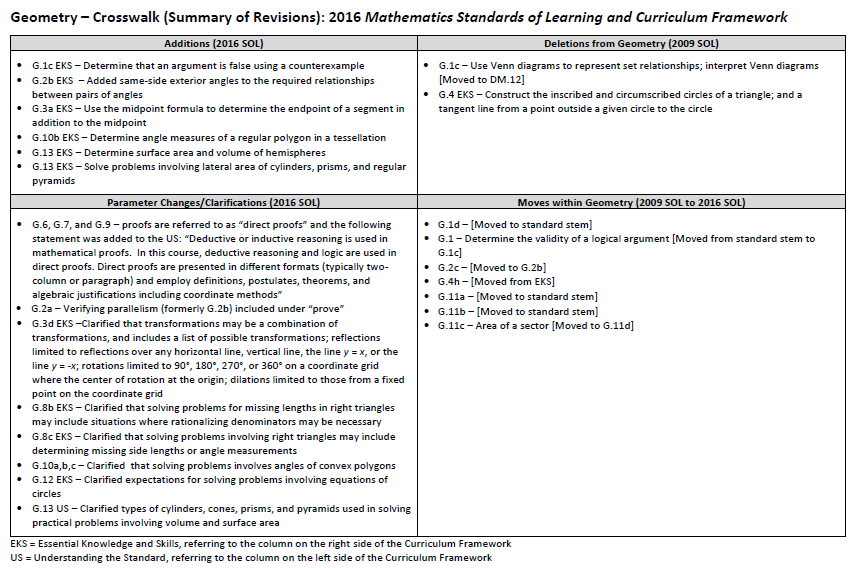 Geometry – Crosswalk (Summary of Revisions): 2016 Mathematics Standards of Learning and Curriculum Framework
Additions (2016 SOL)
• G.1c EKS – Determine that an argument is false using a counterexample
• G.2b EKS – Added same-side exterior angles to the required relationships
between pairs of angles
• G.3a EKS – Use the midpoint formula to determine the endpoint of a segment in
addition to the midpoint
• G.10b EKS – Determine angle measures of a regular polygon in a tessellation
• G.13 EKS – Determine surface area and volume of hemispheres
• G.13 EKS – Solve problems involving lateral area of cylinders, prisms, and regular
pyramids
Deletions from Geometry (2009 SOL)
• G.1c – Use Venn diagrams to represent set relationships; interpret Venn diagrams
[Moved to DM.12]
• G.4 EKS – Construct the inscribed and circumscribed circles of a triangle; and a
tangent line from a point outside a given circle to the circle
Parameter Changes/Clarifications (2016 SOL)
• G.6, G.7, and G.9 – proofs are referred to as “direct proofs” and the following
statement was added to the US: “Deductive or inductive reasoning is used in
mathematical proofs. In this course, deductive reasoning and logic are used in
direct proofs. Direct proofs are presented in different formats (typically two-
column or paragraph) and employ definitions, postulates, theorems, and
algebraic justifications including coordinate methods”
• G.2a – Verifying parallelism (formerly G.2b) included under “prove”
• G.3d EKS –Clarified that transformations may be a combination of
transformations, and includes a list of possible transformations; reflections
limited to reflections over any horizontal line, vertical line, the line y = x, or the
line y = -x; rotations limited to 90°, 180°, 270°, or 360° on a coordinate grid
where the center of rotation at the origin; dilations limited to those from a fixed
point on the coordinate grid
• G.8b EKS – Clarified that solving problems for missing lengths in right triangles
may include situations where rationalizing denominators may be necessary
• G.8c EKS – Clarified that solving problems involving right triangles may include
determining missing side lengths or angle measurements
• G.10a,b,c – Clarified that solving problems involves angles of convex polygons
• G.12 EKS – Clarified expectations for solving problems involving equations of
circles
• G.13 US – Clarified types of cylinders, cones, prisms, and pyramids used in solving
practical problems involving volume and surface area
Moves within Geometry (2009 SOL to 2016 SOL)
• G.1d – [Moved to standard stem]
• G.1 – Determine the validity of a logical argument [Moved from standard stem to
G.1c]
• G.2c – [Moved to G.2b]
• G.4h – [Moved from EKS]
• G.11a – [Moved to standard stem]
• G.11b – [Moved to standard stem]
• G.11c – Area of a sector [Moved to G.11d]
EKS = Essential Knowledge and Skills, referring to the column on the right side of the Curriculum Framework
US = Understanding the Standard, referring to the column on the left side of the Curriculum Framework